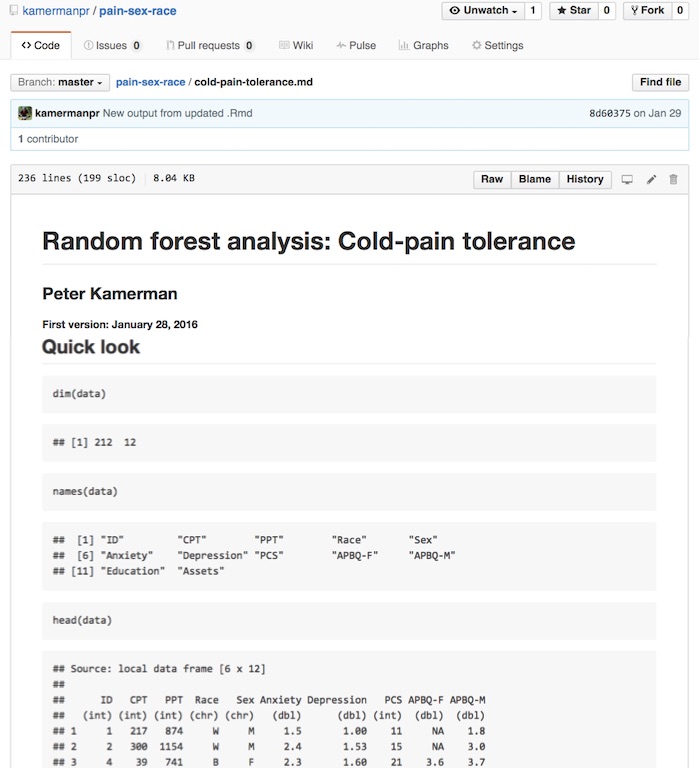 kamermanpr / pain-sex-race Unwatch 1 Star 0 Fork 0
Code Issues 0 Pull requests 0 Wiki Pulse Graphs Settings
Branch: master pain-sex-race / cold-pain-tolerance.md Find file
kamermanpr New output from updated .Rmd 8d60375 on Jan 29
1 contributor
236 lines (199 sloc) 8.04 KB Raw Blame History
Random forest analysis: Cold-pain tolerance
Peter Kamerman
First version: January 28, 2016
Quick look
dim(data)
## [1] 212  12
names(data)
##  [1] "ID"         "CPT"        "PPT"        "Race"       "Sex"
##  [6] "Anxiety"    "Depression" "PCS"        "APBQ-F"     "APBQ-M"
## [11] "Education"  "Assets"
head(data)
## Source: local data frame [6 x 12]
##
##      ID   CPT   PPT  Race   Sex Anxiety Depression   PCS APBQ-F APBQ-M
##   (int) (int) (int) (chr) (chr)   (dbl)      (dbl) (int)  (dbl)  (dbl)
## 1     1   217   874     W     M     1.5       1.00    11     NA    1.8
## 2     2   300  1154     W     M     2.4       1.53    15     NA    3.0
## 3     4    39   741     B     F     2.3       1.60    21    3.6    3.7